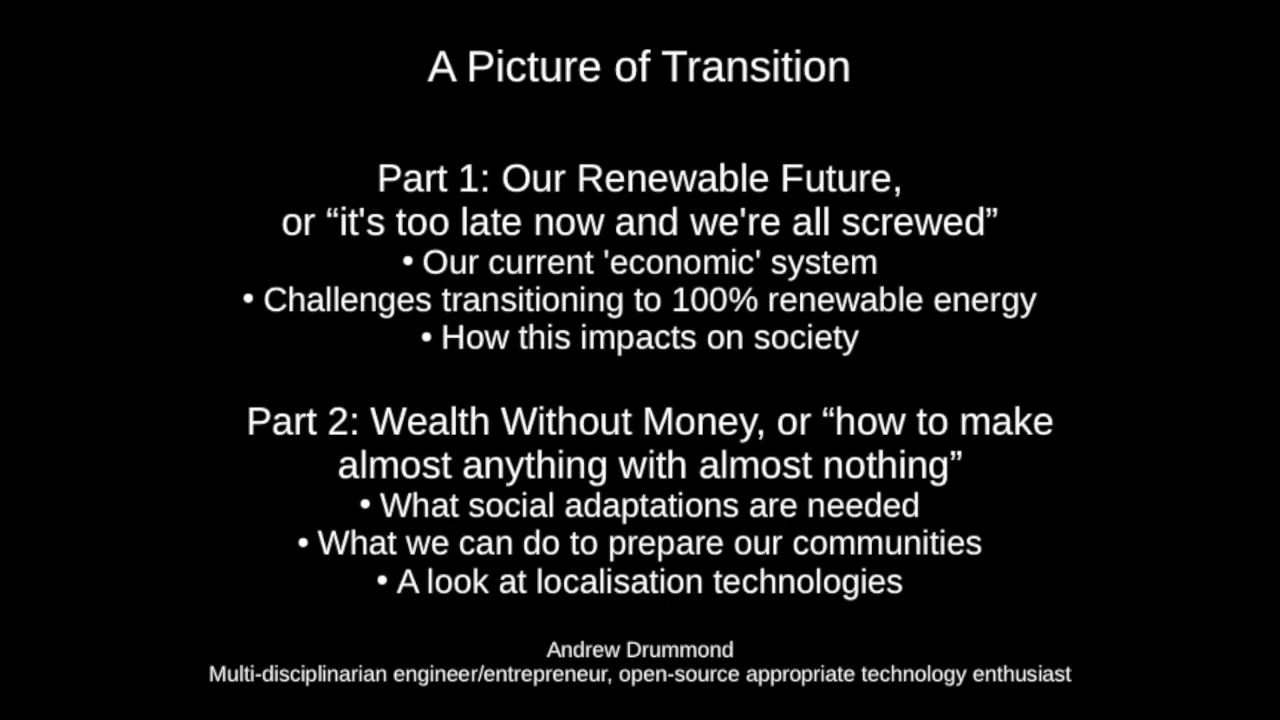 A Picture of Transition
Part 1: Our Renewable Future,
or “it's too late now and we're all screwed”
• Our current 'economic' system
• Challenges transitioning to 100% renewable energy
• How this impacts on society
Part 2: Wealth Without Money, or “how to make
almost anything with almost nothing”
• What social adaptations are needed
• What we can do to prepare our communities
• A look at localisation technologies
Andrew Drummond
Multi-disciplinarian engineer/entrepreneur, open-source appropriate technology enthusiast